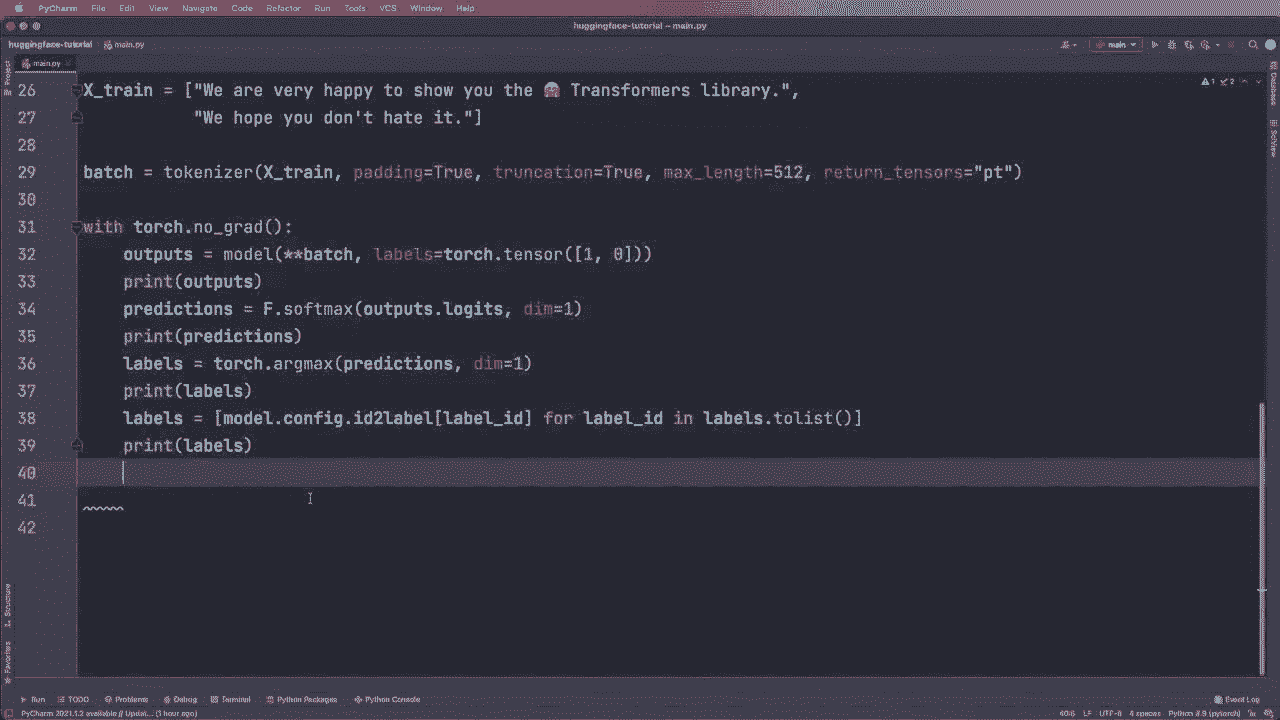 PyCharm File Edit View Navigate Code Refactor Run Tools VCS Window Help
huggingface-tutorial – main.py
huggingface-tutorial main.py main
main.py
Project
1 2
Database
SciView
26 X_train = ["We are very happy to show you the 🤗 Transformers library.",
27 "We hope you don't hate it."]
28
29 batch = tokenizer(X_train, padding=True, truncation=True, max_length=512, return_tensors="pt")
30
31 with torch.no_grad():
32 outputs = model(**batch, labels=torch.tensor([1, 0]))
33 print(outputs)
34 predictions = F.softmax(outputs.logits, dim=1)
35 print(predictions)
36 labels = torch.argmax(predictions, dim=1)
37 print(labels)
38 labels = [model.config.id2label[label_id] for label_id in labels.tolist()]
39 print(labels)
40
41
42
Structure
Favorites
Run TODO Problems Debug Terminal Python Packages Python Console Event Log
PyCharm 2021.1.2 available // Updat... (1 hour ago) 40:5 LF UTF-8 4 spaces Python 3.9 (pytorch)